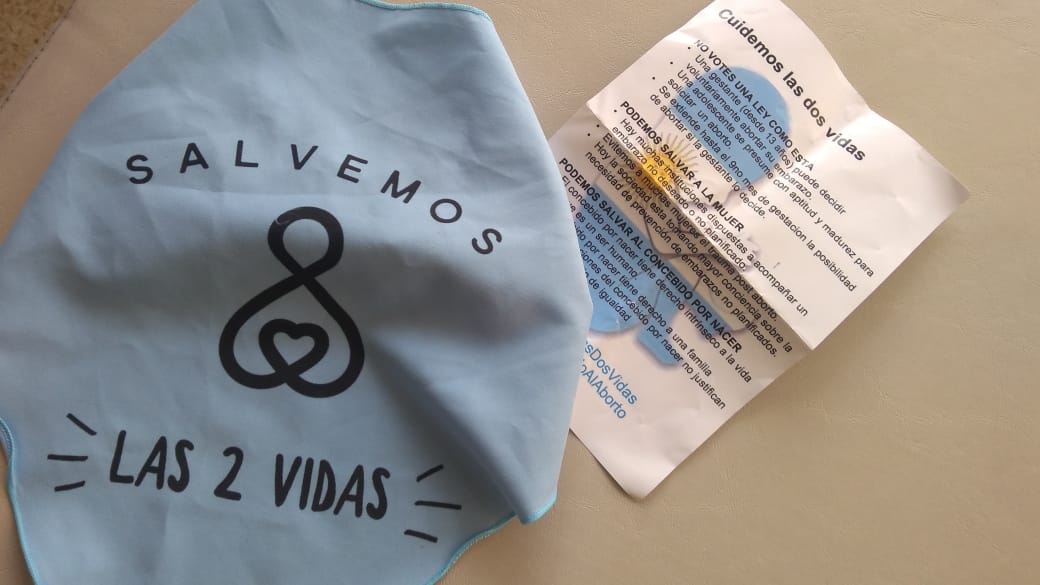 SALVEMOS
LAS 2 VIDAS
Cuidemos las dos vidas
NO VOTES UNA LEY COMO ESTA
• Una gestante (desde 13 años) puede decidir
voluntariamente abortar su embarazo.
• Una adolescente se presume con aptitud y madurez para
solicitar un aborto.
• Se extiende hasta el 9no mes de gestacion la posibilidad
de abortar si la gestante lo decide.
PODEMOS SALVAR A LA MUJER
• Hay muchas instituciones dispuestas a acompañar un
embarazo no deseado o no planificado.
• Evitemos a muchas mujeres el trauma post aborto.
• Hoy la sociedad esta tomando mayor conciencia sobre la
necesidad de prevención de embarazos no planificados.
PODEMOS SALVAR AL CONCEBIDO POR NACER
El concebido por nacer tiene derecho intrinseco a la vida
es un ser humano.
por nacer tiene derecho a una familia
del concebido por nacer no justifican
de igualdad
sDosVidas
AlAborto